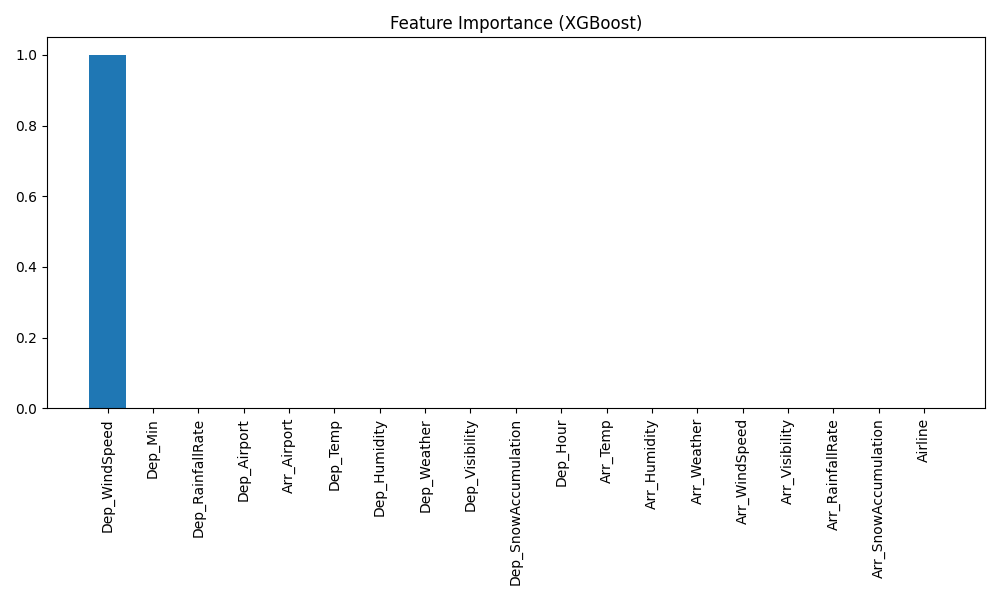 Feature Importance (XGBoost)
1.0
0.8
0.6
0.4
0.2
0.0
Dep_WindSpeed
Dep_Min
Dep_RainfallRate
Dep_Airport
Arr_Airport
Dep_Temp
Dep_Humidity
Dep_Weather
Dep_Visibility
Dep_SnowAccumulation
Dep_Hour
Arr_Temp
Arr_Humidity
Arr_Weather
Arr_WindSpeed
Arr_Visibility
Arr_RainfallRate
Arr_SnowAccumulation
Airline